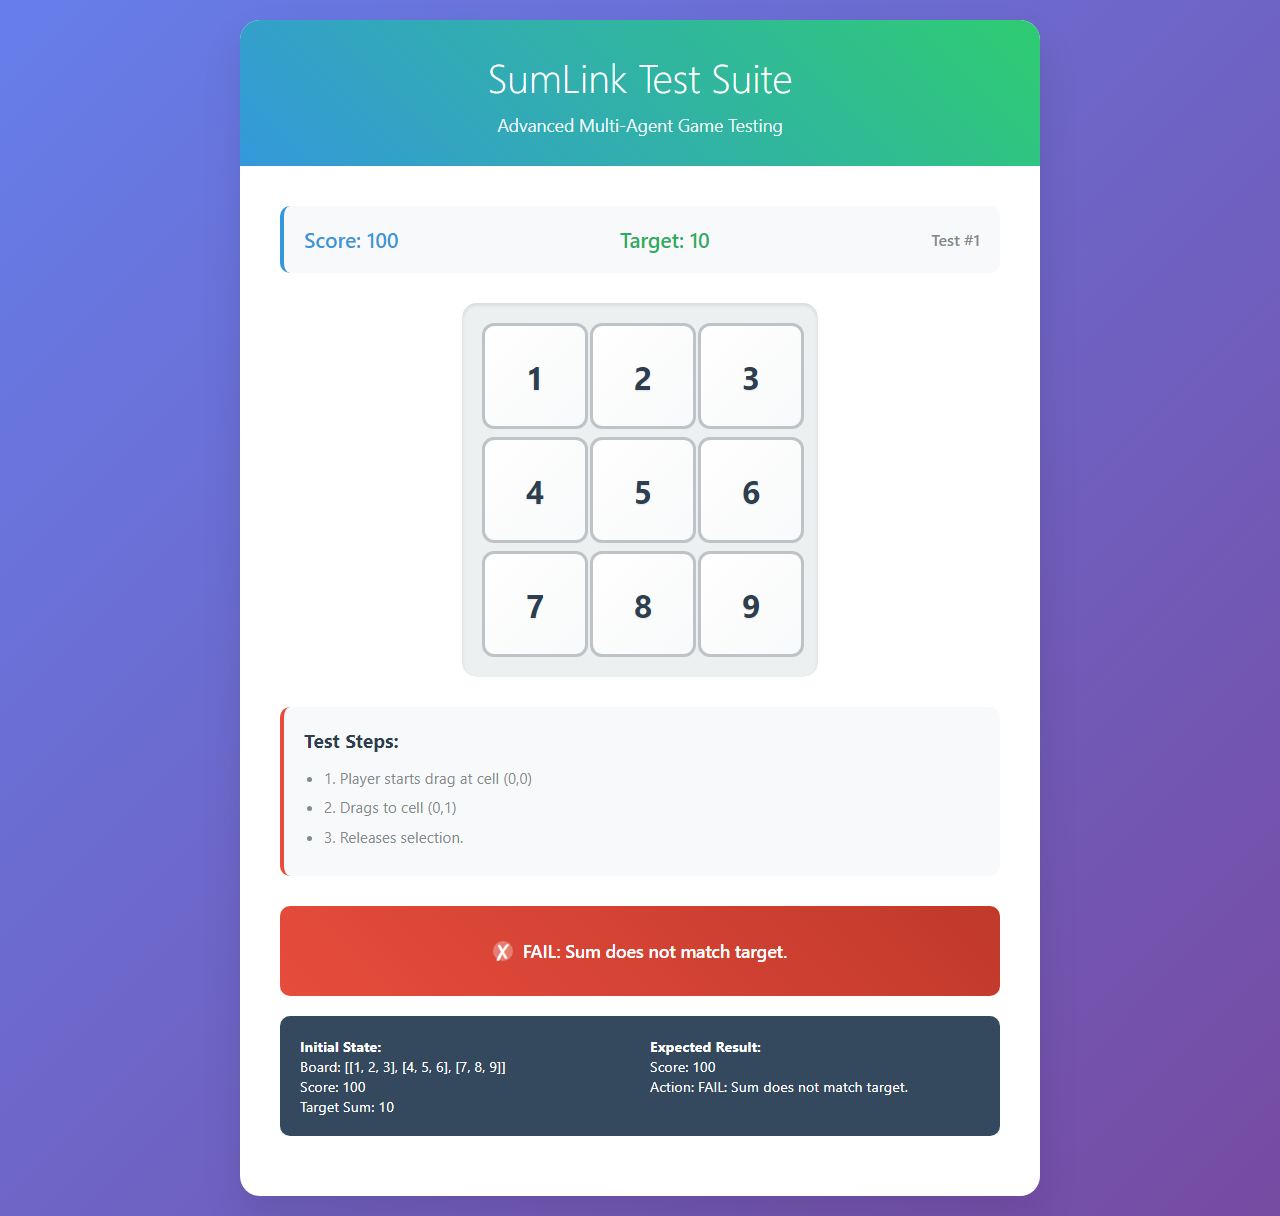 SumLink Test Suite
Advanced Multi-Agent Game Testing
Score: 100 Target: 10 Test #1
1 2 3
4 5 6
7 8 9
Test Steps:
• 1. Player starts drag at cell (0,0)
• 2. Drags to cell (0,1)
• 3. Releases selection.
X FAIL: Sum does not match target.
Initial State:
Board: [[1, 2, 3], [4, 5, 6], [7, 8, 9]]
Score: 100
Target Sum: 10
Expected Result:
Score: 100
Action: FAIL: Sum does not match target.